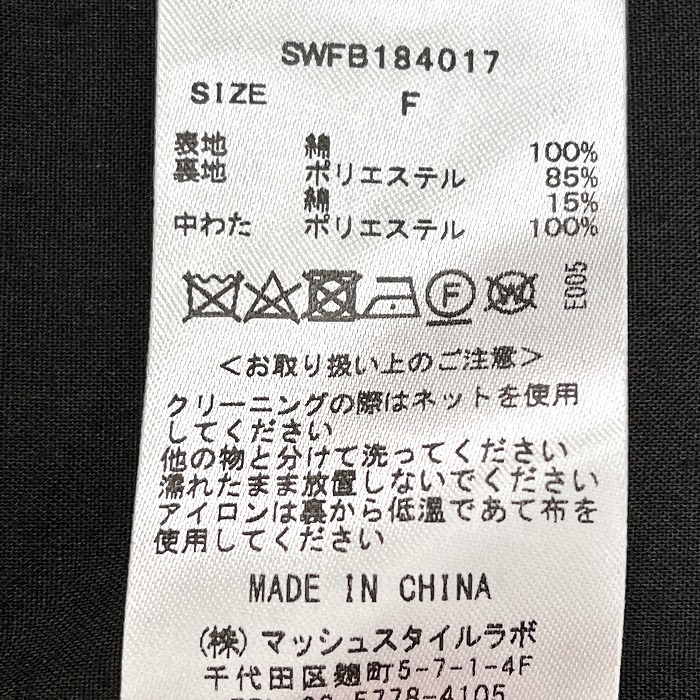 SWFB184017
SIZE F
表地 綿 100%
裏地 ポリエステル 85%
綿 15%
中わた ポリエステル 100%
F W E005
<お取り扱い上のご注意>
クリーニングの際はネットを使用
してください
他の物と分けて洗ってください
濡れたまま放置しないでください
アイロンは裏から低温であて布を
使用してください
MADE IN CHINA
(株)マッシュスタイルラボ
千代田区麹町5-7-1-4F
5778-4105